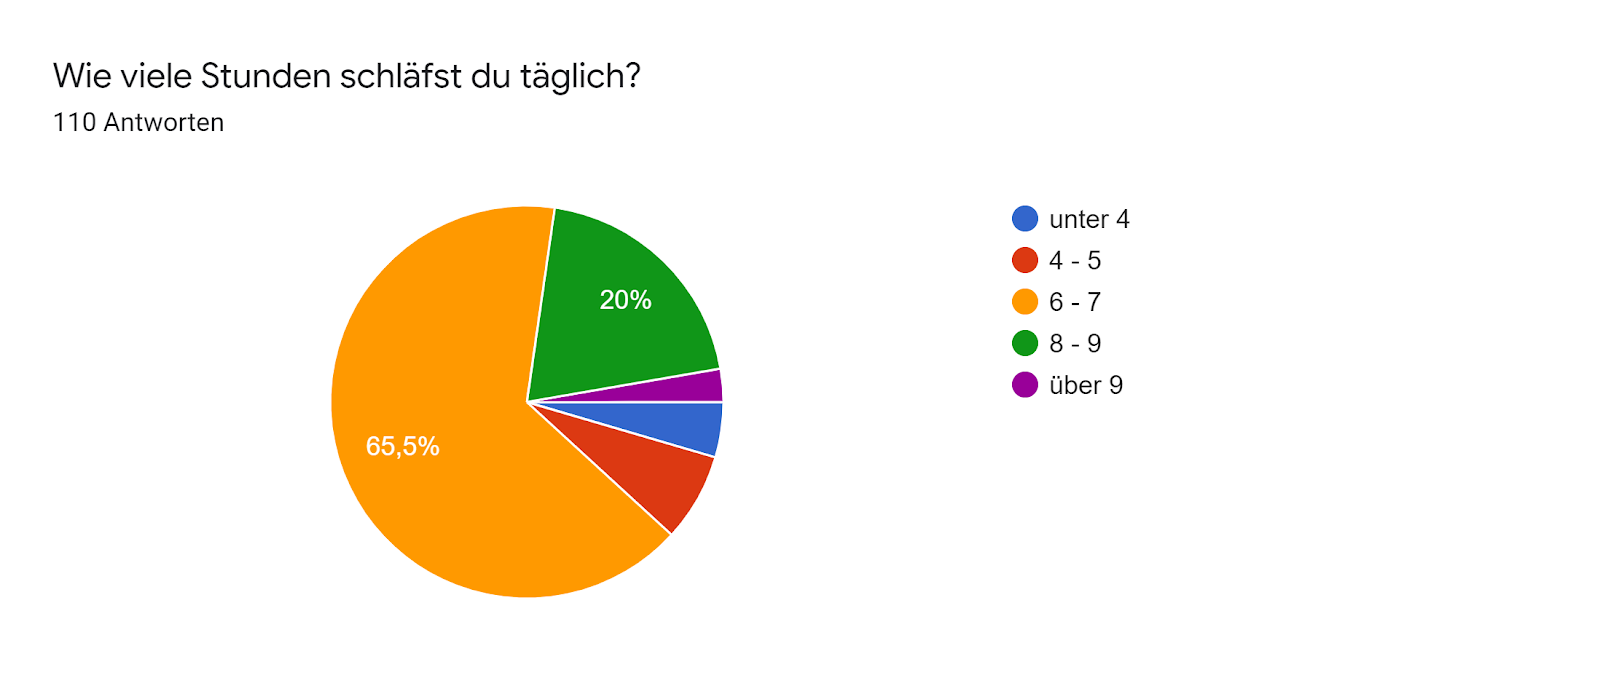 Wie viele Stunden schläfst du täglich?
110 Antworten
20%
65,5%
unter 4
4 - 5
6 - 7
8 - 9
über 9